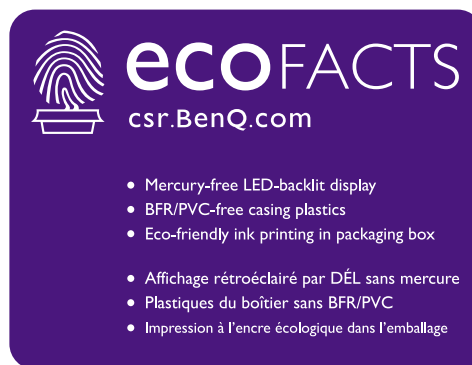 ecoFACTS
csr.BenQ.com
• Mercury-free LED-backlit display
• BFR/PVC-free casing plastics
• Eco-friendly ink printing in packaging box
• Affichage rétroéclairé par DÉL sans mercure
• Plastiques du boîtier sans BFR/PVC
• Impression à l'encre écologique dans l'emballage